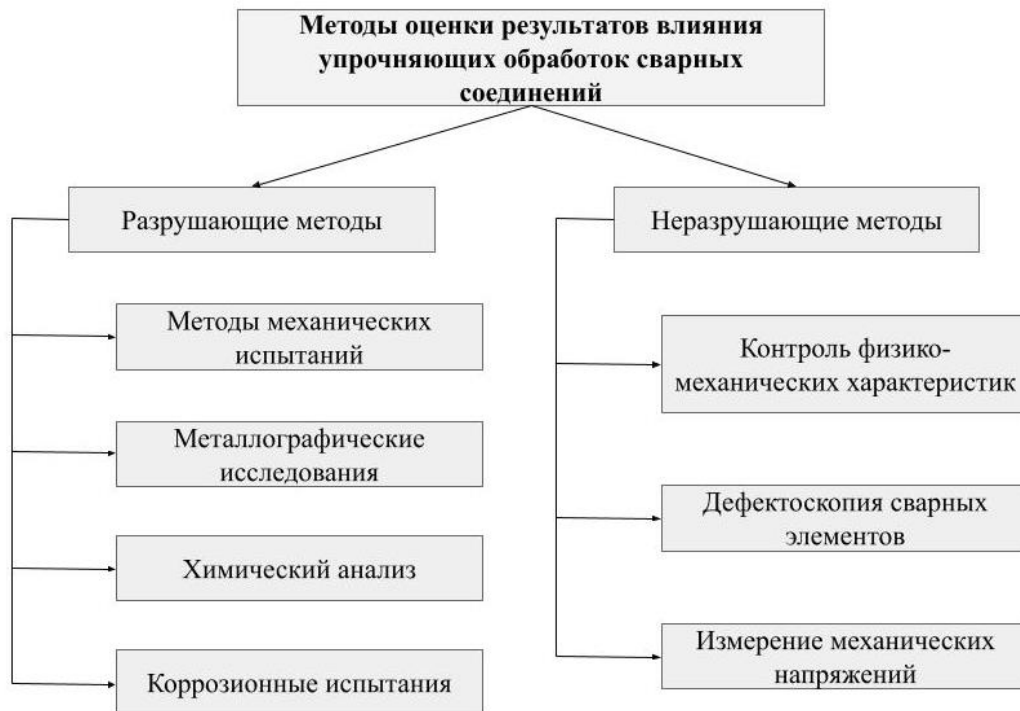 Методы оценки результатов влияния
упрочняющих обработок сварных
соединений
Разрушающие методы
Методы механических
испытаний
Металлографические
исследования
Химический анализ
Коррозионные испытания
Неразрушающие методы
Контроль физико-
механических характеристик
Дефектоскопия сварных
элементов
Измерение механических
напряжений